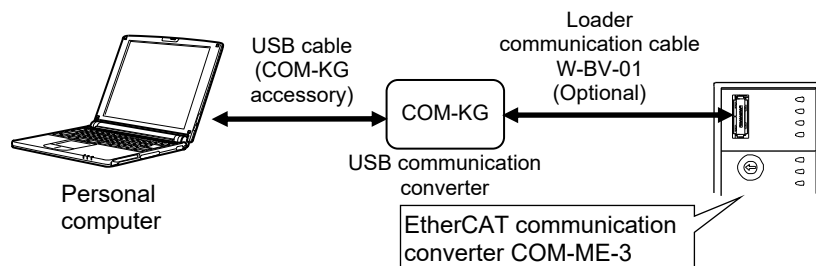 USB cable
(COM-KG
accessory)
Loader
communication cable
W-BV-01
(Optional)
COM-KG
USB communication
converter
Personal
computer
EtherCAT communication
converter COM-ME-3